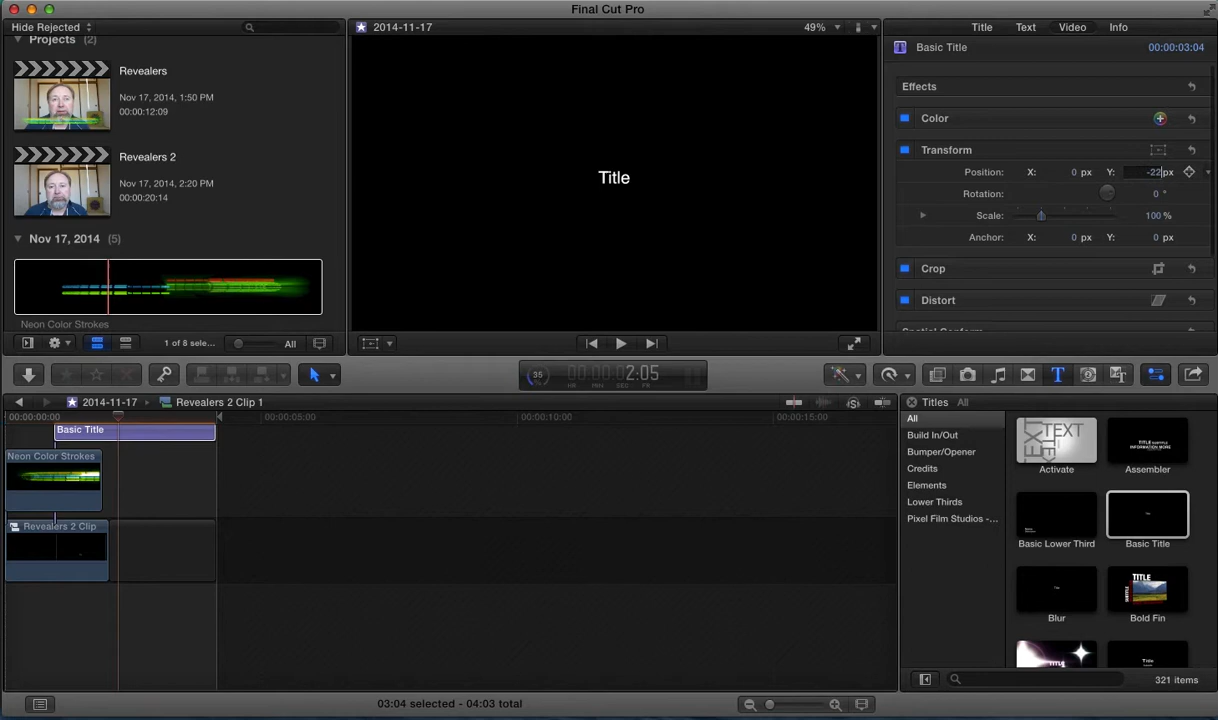 Final Cut Pro
Hide Rejected
Projects (2)
Revealers
Nov 17, 2014, 1:50 PM
00:00:12:09
Revealers 2
Nov 17, 2014, 2:20 PM
00:00:20:14
Nov 17, 2014 (5)
Neon Color Strokes
1 of 8 sele...
All
2014-11-17
49%
Title
Title Text Video Info
Basic Title
00:00:03:04
Effects
Color
Transform
Position: X: 0 px Y: -22 px
Rotation: 0 °
Scale: 100 %
Anchor: X: 0 px Y: 0 px
Crop
Distort
Spatial Conform
35
%
2:05
HR MIN SEC FR
2014-11-17
Revealers 2 Clip 1
00:00:00:00
00:00:05:00
00:00:10:00
00:00:15:00
Basic Title
Neon Color Strokes
Revealers 2 Clip
Titles All
All
Build In/Out
Bumper/Opener
Credits
Elements
Lower Thirds
Pixel Film Studios -...
Activate
Assembler
Basic Lower Third
Basic Title
Blur
Bold Fin
321 items
03:04 selected - 04:03 total